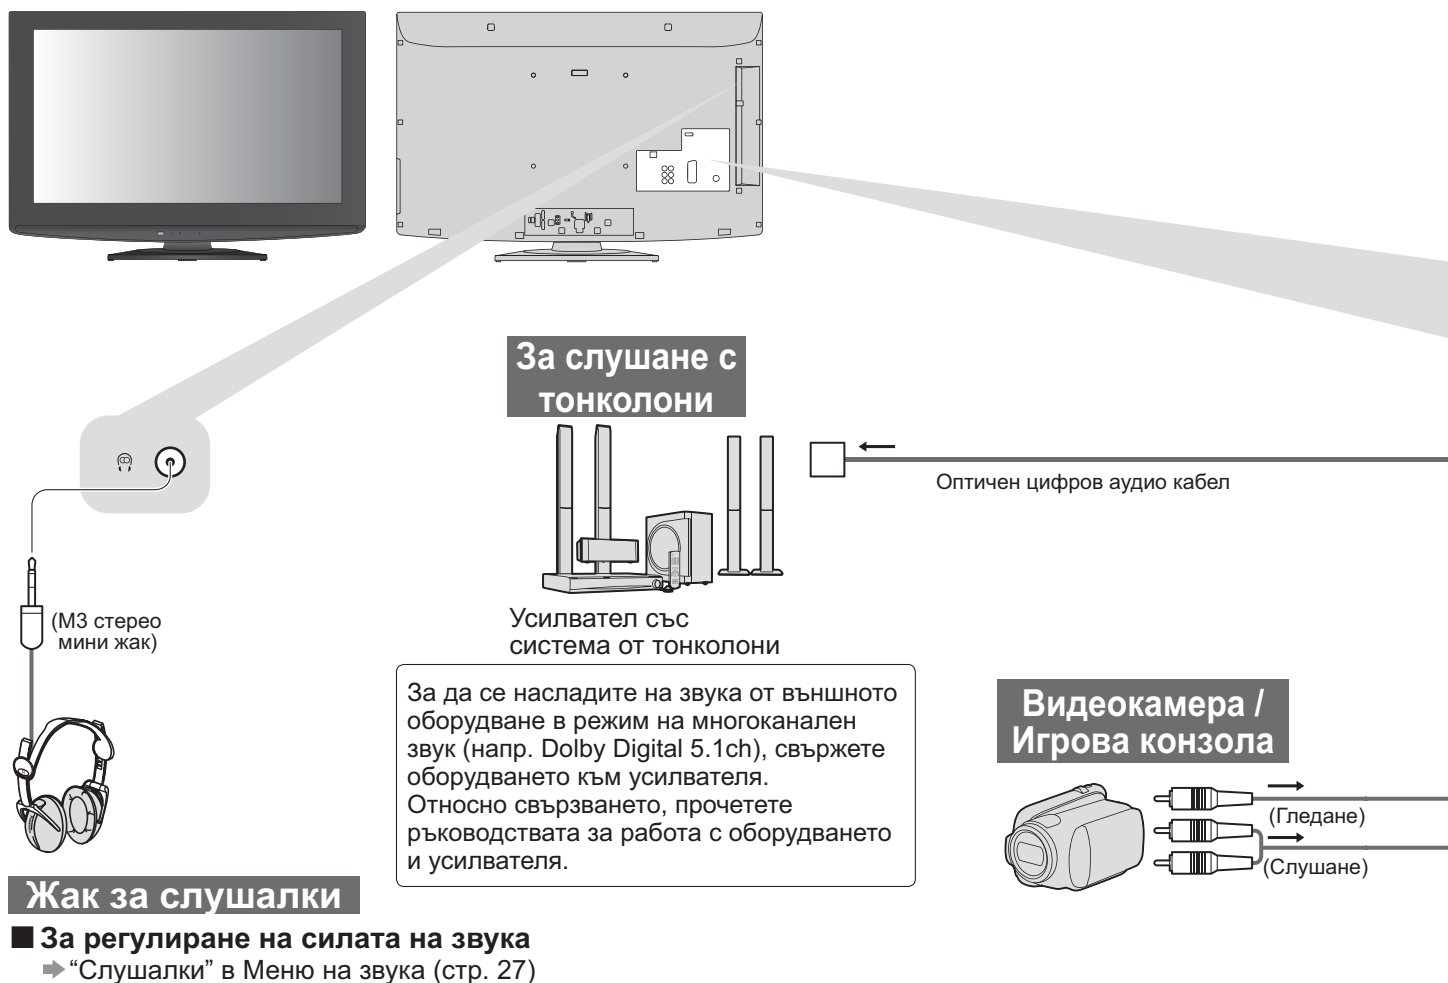 За слушане с
тонколони
Оптичен цифров аудио кабел
(М3 стерео
мини жак)
Усилвател със
система от тонколони
За да се насладите на звука от външното
оборудване в режим на многоканален
звук (напр. Dolby Digital 5.1ch), свържете
оборудването към усилвателя.
Относно свързването, прочетете
ръководствата за работа с оборудването
и усилвателя.
Видеокамера /
Игрова конзола
(Гледане)
(Слушане)
Жак за слушалки
■ За регулиране на силата на звука
“Слушалки” в Меню на звука (стр. 27)